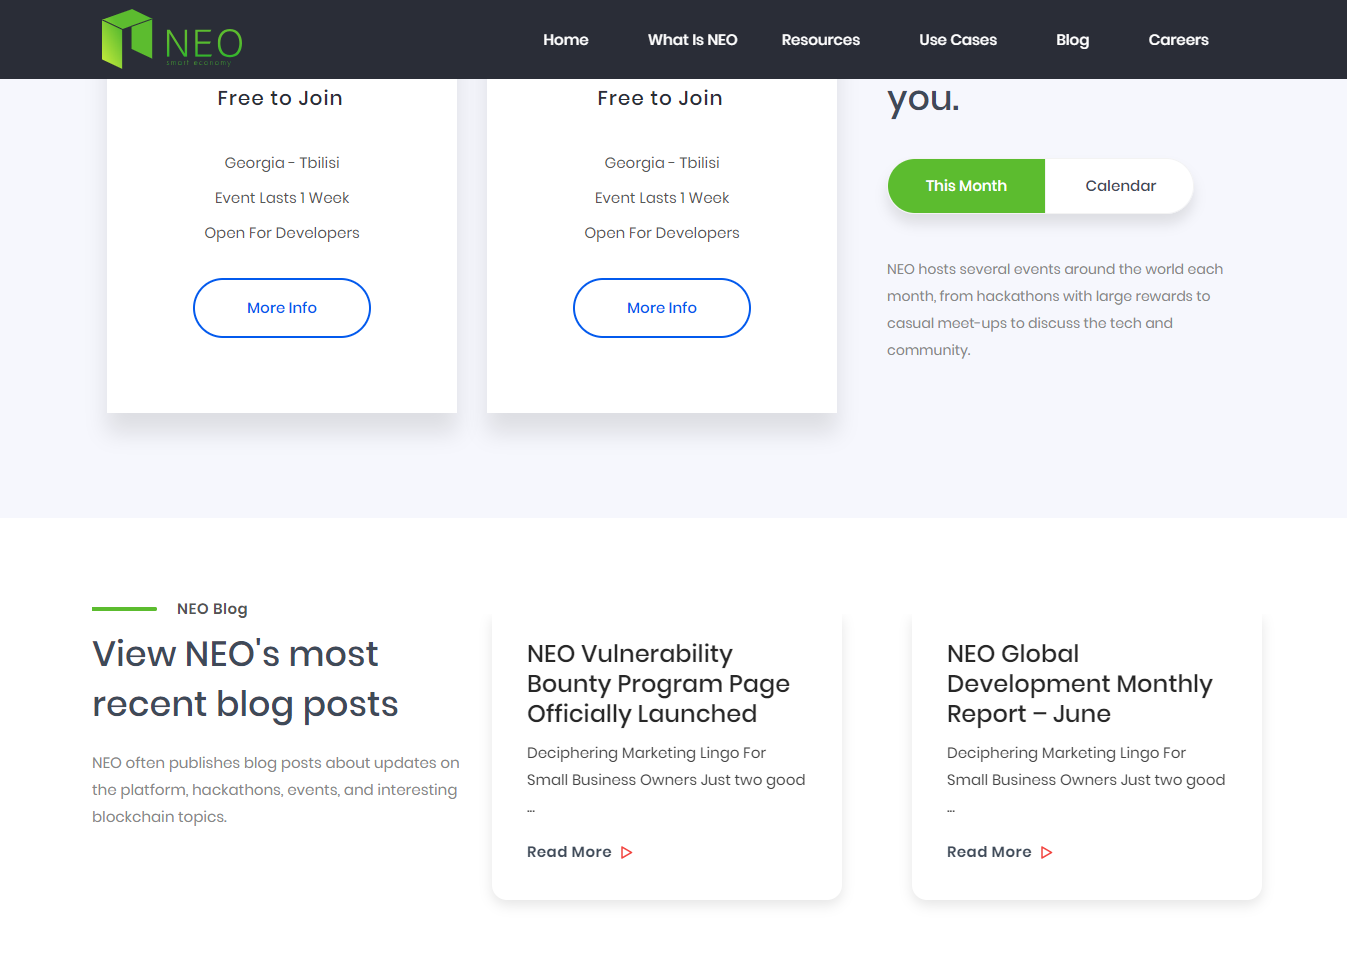 NEO
smart economy
Home
What Is NEO
Resources
Use Cases
Blog
Careers
Free to Join
Georgia - Tbilisi
Event Lasts 1 Week
Open For Developers
More Info
Free to Join
Georgia - Tbilisi
Event Lasts 1 Week
Open For Developers
More Info
you.
This Month
Calendar
NEO hosts several events around the world each
month, from hackathons with large rewards to
casual meet-ups to discuss the tech and
community.
NEO Blog
View NEO's most
recent blog posts
NEO often publishes blog posts about updates on
the platform, hackathons, events, and interesting
blockchain topics.
NEO Vulnerability
Bounty Program Page
Officially Launched
Deciphering Marketing Lingo For
Small Business Owners Just two good
...
Read More
NEO Global
Development Monthly
Report – June
Deciphering Marketing Lingo For
Small Business Owners Just two good
...
Read More